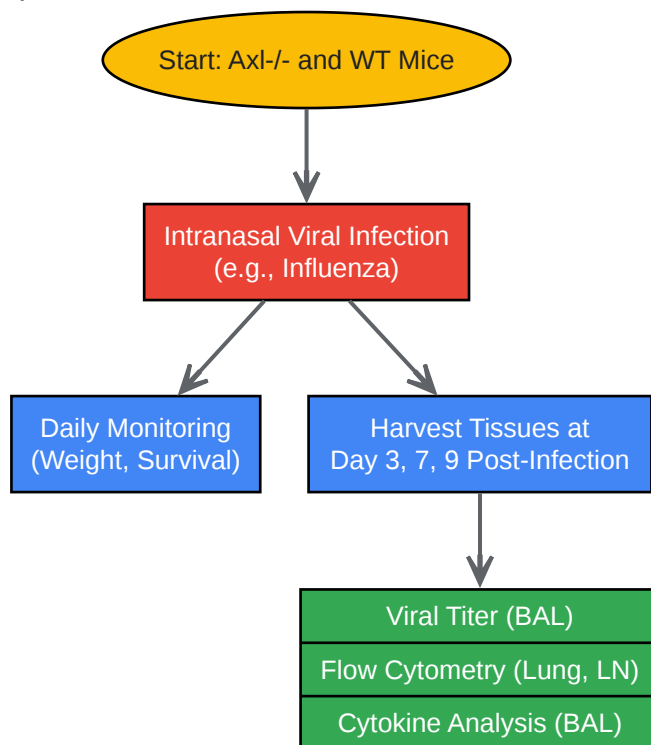 Start: Axl-/- and WT Mice
Intranasal Viral Infection
(e.g., Influenza)
Daily Monitoring
(Weight, Survival)
Harvest Tissues at
Day 3, 7, 9 Post-Infection
Viral Titer (BAL)
Flow Cytometry (Lung, LN)
Cytokine Analysis (BAL)